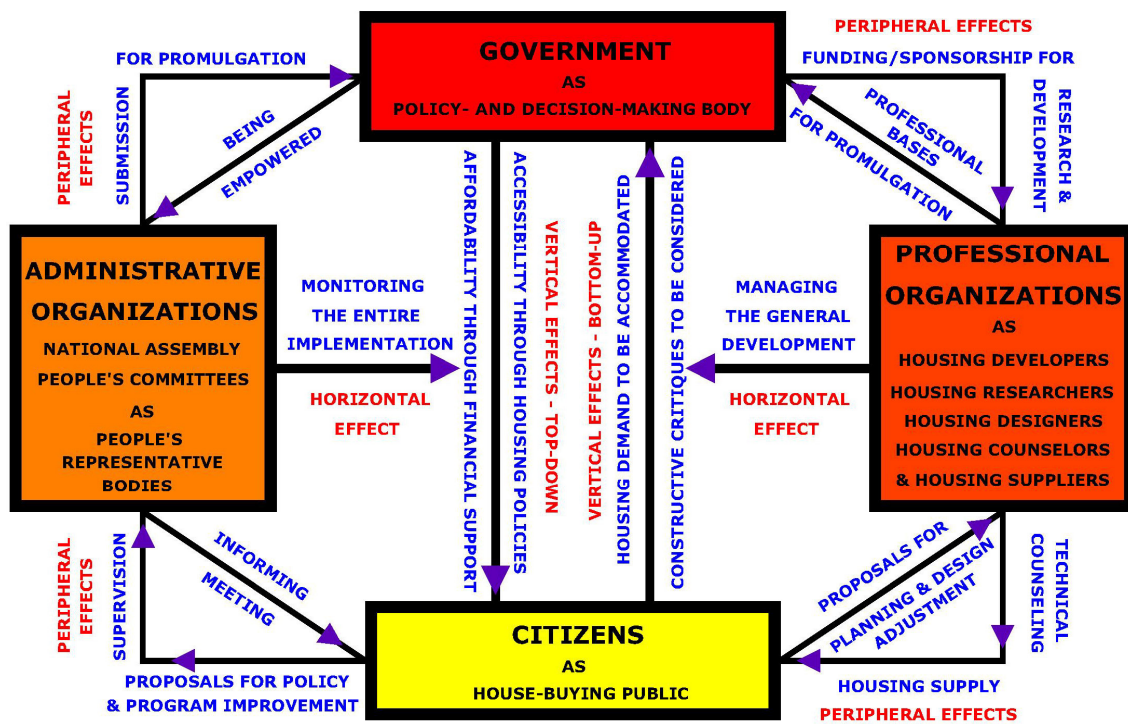 GOVERNMENT
AS
POLICY- AND DECISION-MAKING BODY
FOR PROMULGATION
PERIPHERAL
EFFECTS
SUBMISSION
BEING
EMPOWERED
PERIPHERAL EFFECTS
FUNDING/SPONSORSHIP FOR
RESEARCH &
DEVELOPMENT
PROFESSIONAL
BASES
FOR PROMULGATION
ADMINISTRATIVE
ORGANIZATIONS
NATIONAL ASSEMBLY
PEOPLE'S COMMITTEES
AS
PEOPLE'S
REPRESENTATIVE
BODIES
MONITORING
THE ENTIRE
IMPLEMENTATION
HORIZONTAL
EFFECT
AFFORDABILITY THROUGH FINANCIAL SUPPORT
ACCESSIBILITY THROUGH HOUSING POLICIES
VERTICAL EFFECTS - TOP-DOWN
VERTICAL EFFECTS - BOTTOM-UP
HOUSING DEMAND TO BE ACCOMMODATED
CONSTRUCTIVE CRITIQUES TO BE CONSIDERED
MANAGING
THE GENERAL
DEVELOPMENT
HORIZONTAL
EFFECT
PROFESSIONAL
ORGANIZATIONS
AS
HOUSING DEVELOPERS
HOUSING RESEARCHERS
HOUSING DESIGNERS
HOUSING COUNSELORS
& HOUSING SUPPLIERS
PERIPHERAL
EFFECTS
SUPERVISION
INFORMING
MEETING
PROPOSALS FOR POLICY
& PROGRAM IMPROVEMENT
CITIZENS
AS
HOUSE-BUYING PUBLIC
PROPOSALS FOR
PLANNING & DESIGN
ADJUSTMENT
TECHNICAL
COUNSELING
HOUSING SUPPLY
PERIPHERAL EFFECTS